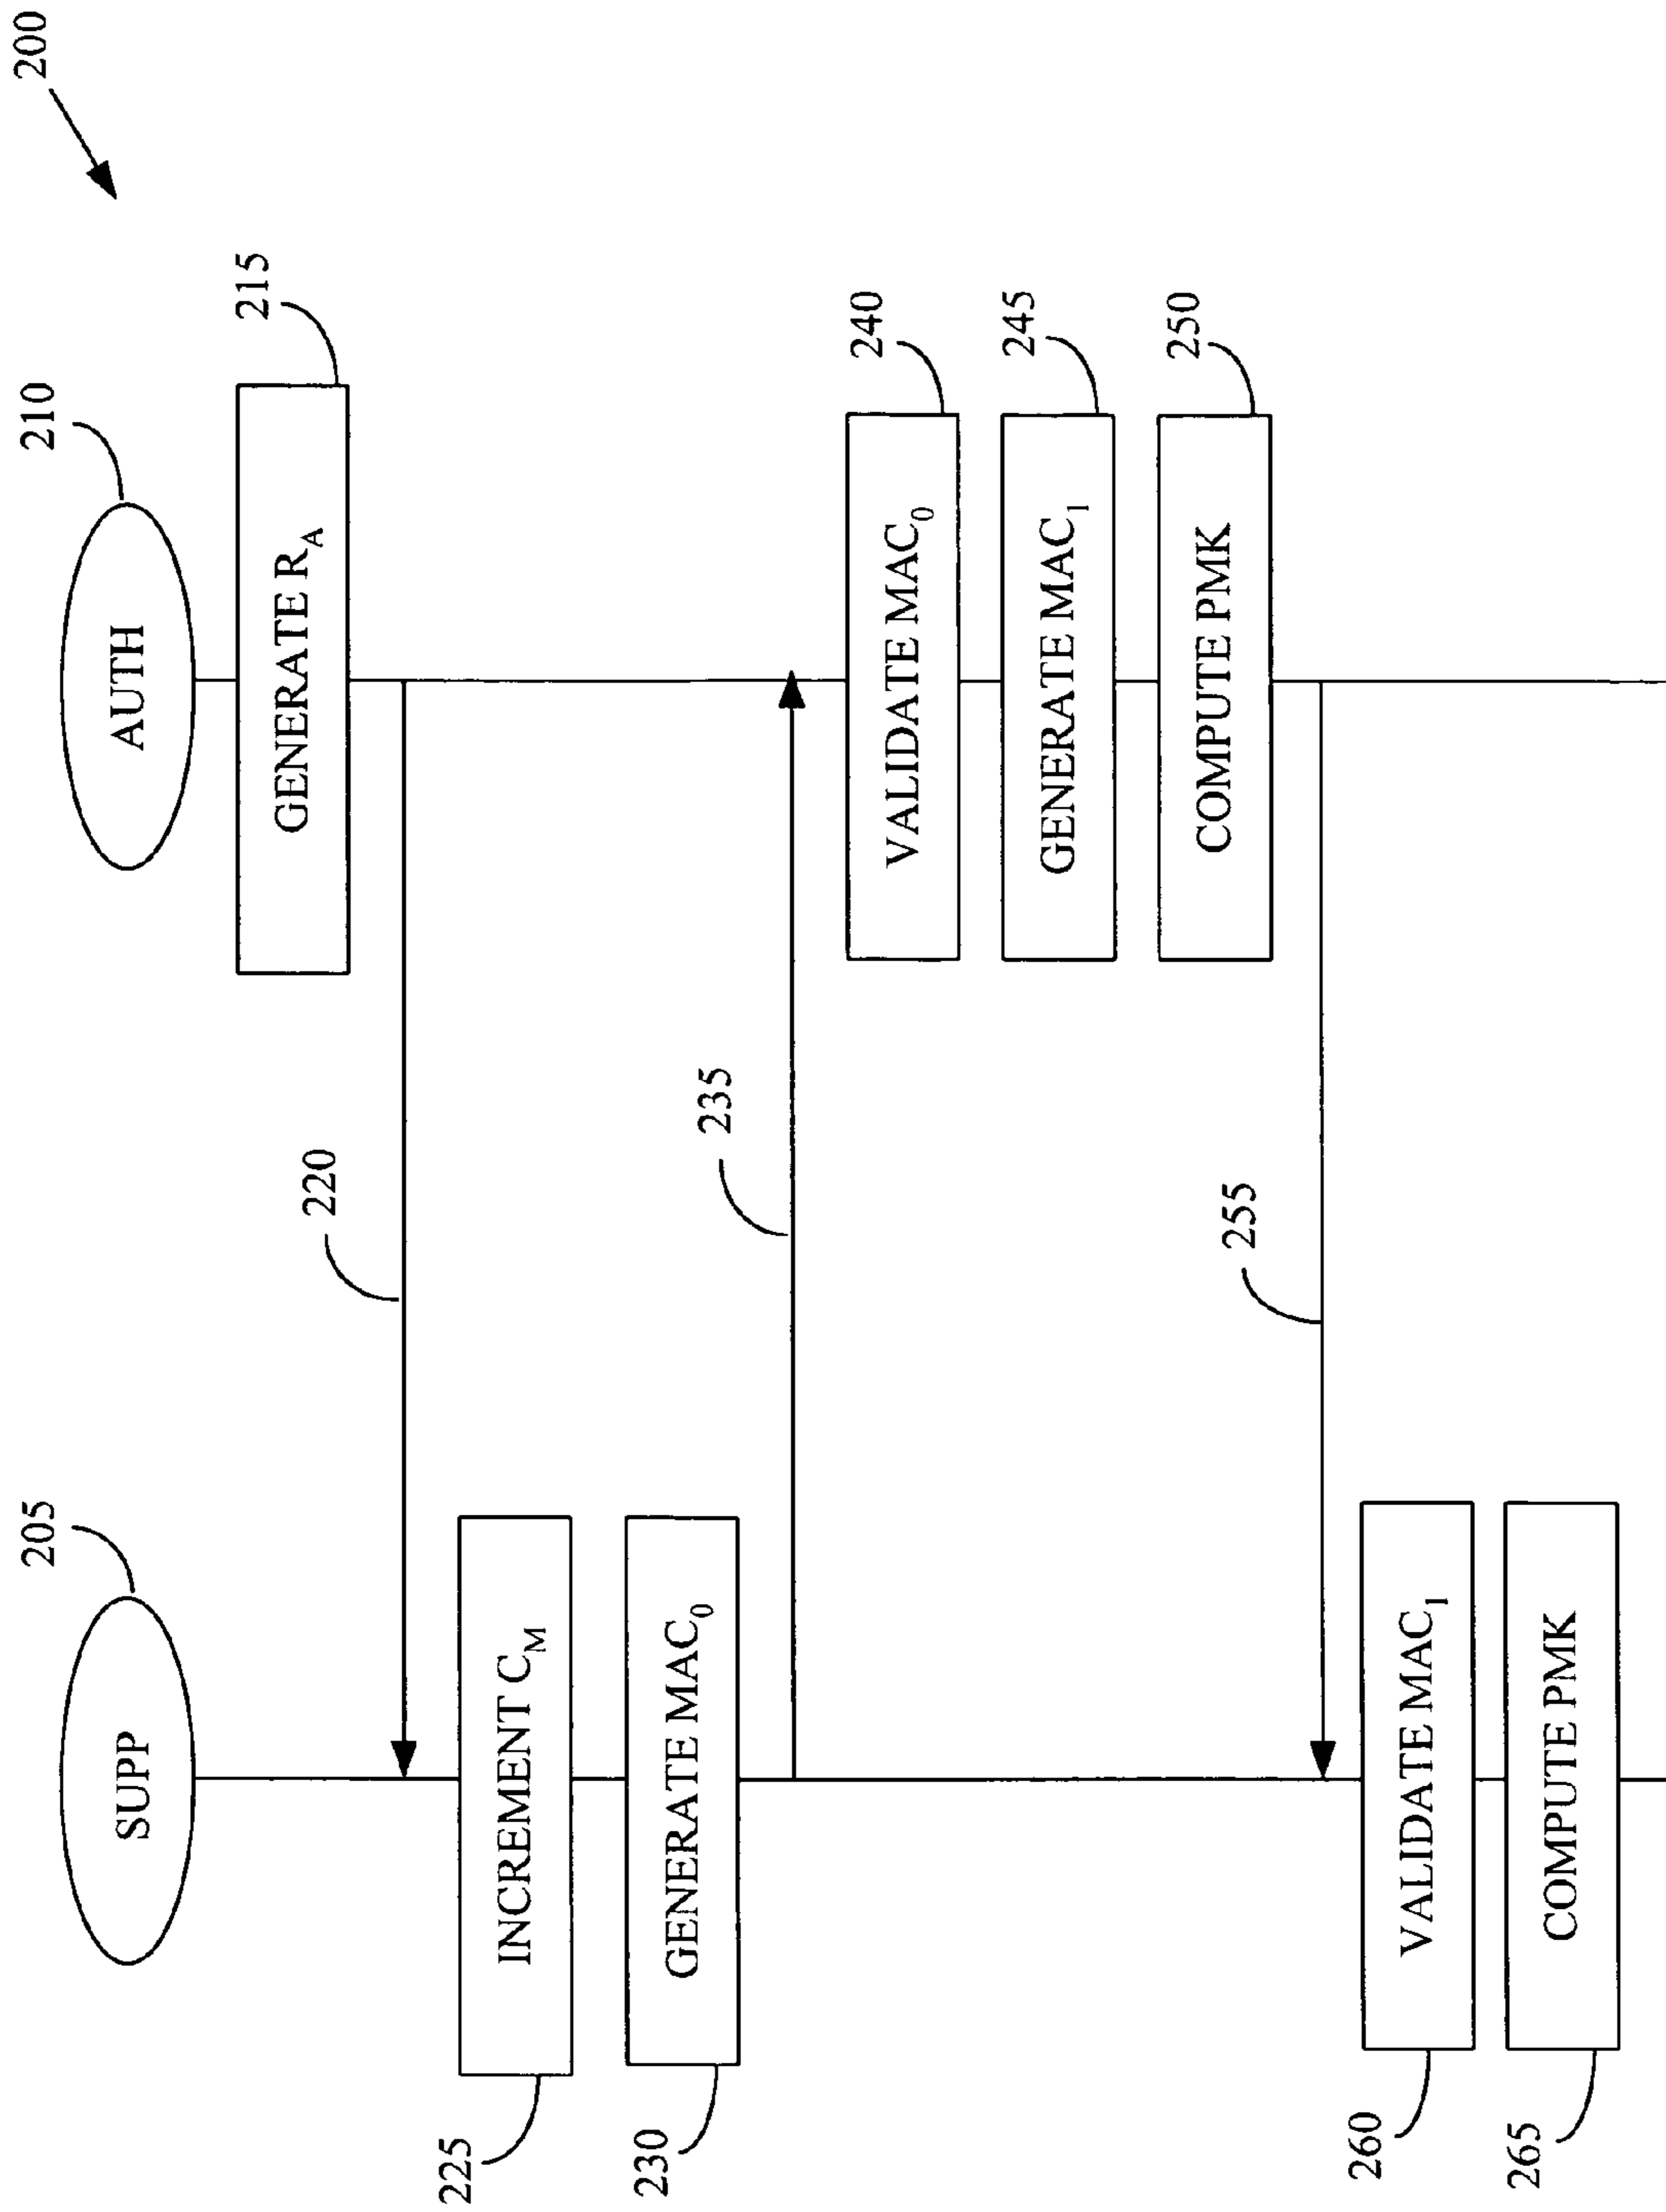 200
205
SUPP
210
AUTH
GENERATE R_A
215
220
INCREMENT C_M
225
GENERATE MAC_0
230
235
VALIDATE MAC_0
240
GENERATE MAC_1
245
COMPUTE PMK
250
255
VALIDATE MAC_1
260
COMPUTE PMK
265